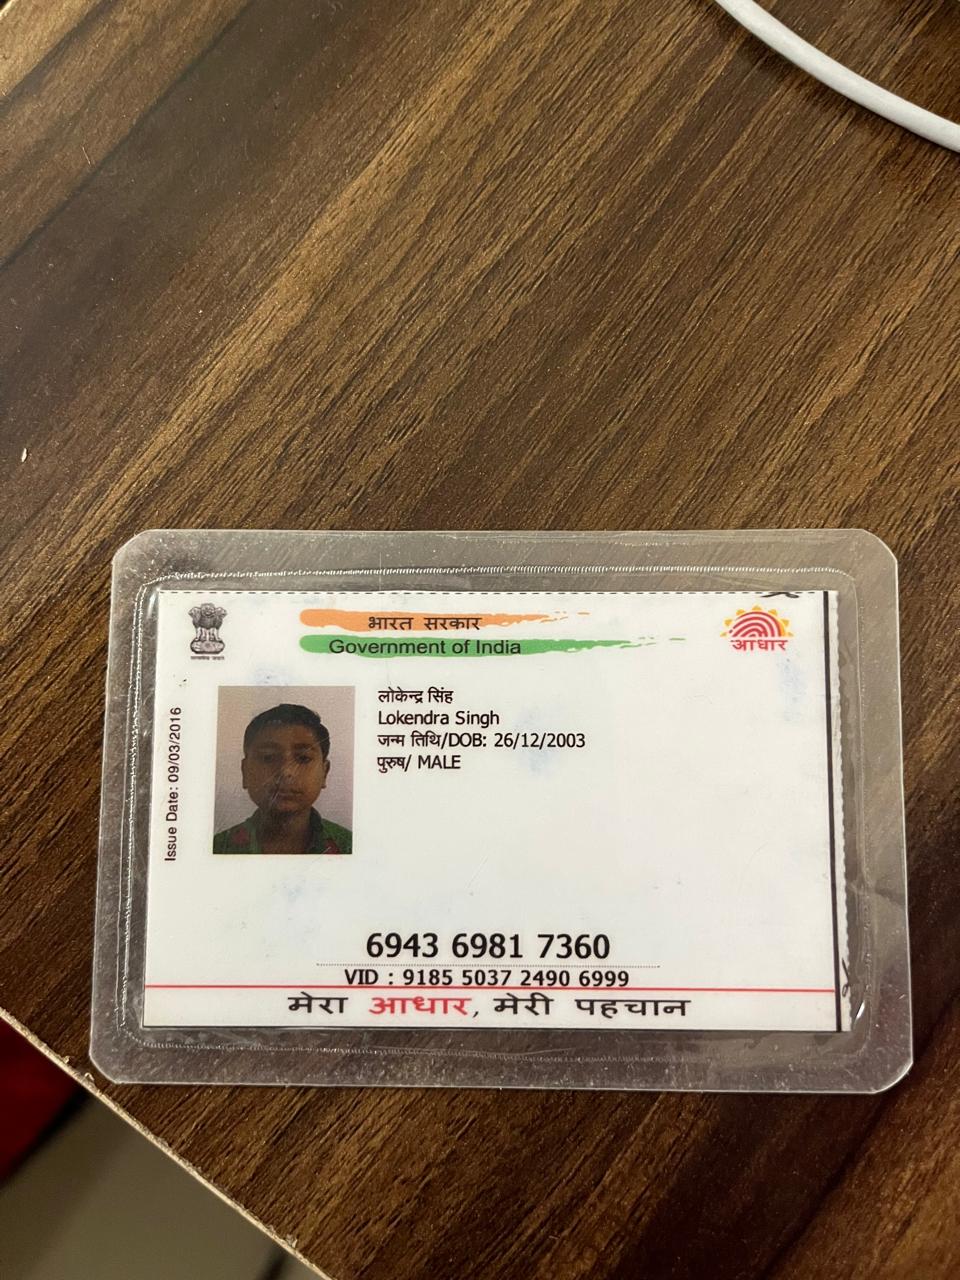 भारत सरकार
Government of India
आधार
Issue Date: 09/03/2016
लोकेन्द्र सिंह
Lokendra Singh
जन्म तिथि/DOB: 26/12/2003
पुरुष/ MALE
6943 6981 7360
VID : 9185 5037 2490 6999
मेरा आधार, मेरी पहचान